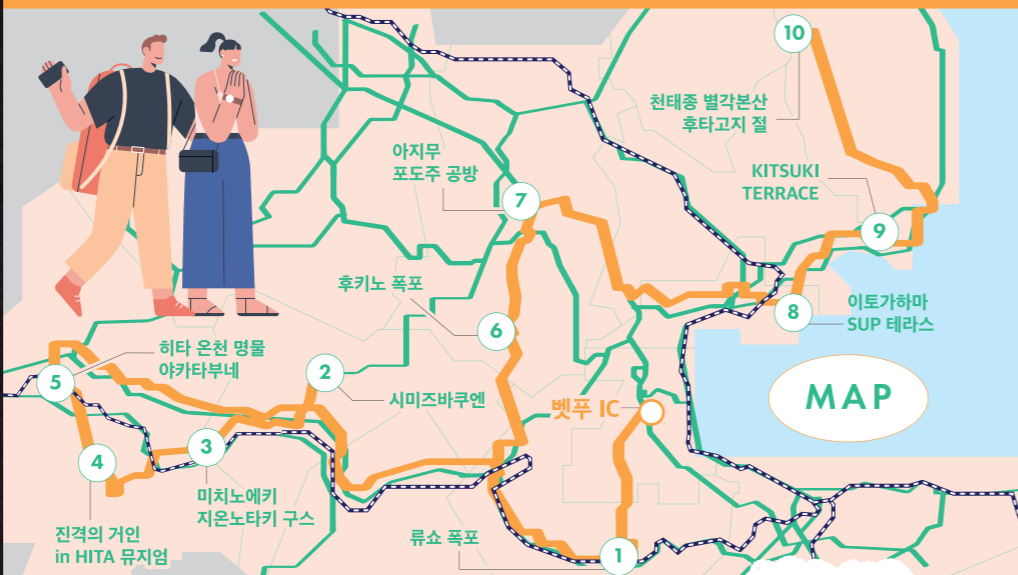 10
천태종 별각본산
후타고지 절
아지무
포도주 공방
7
KITSUKI
TERRACE
9
후키노 폭포
6
8
이토가하마
SUP 테라스
히타 온천 명물
야카타부네
5
2
시미즈바쿠엔
벳푸 IC
MAP
4
3
미치노에키
지온노타키 구스
진격의 거인
in HITA 뮤지엄
류쇼 폭포
1